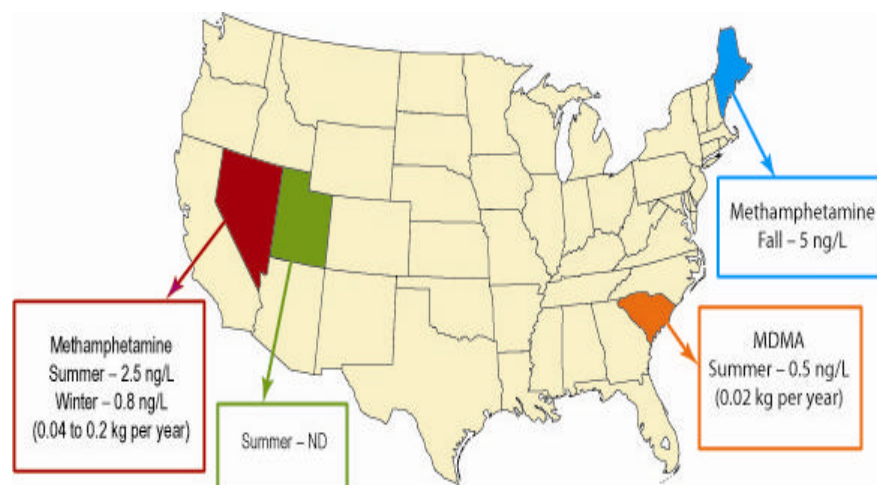 Methamphetamine
Fall – 5 ng/L
Methamphetamine
Summer – 2.5 ng/L
Winter – 0.8 ng/L
(0.04 to 0.2 kg per year)
Summer – ND
MDMA
Summer – 0.5 ng/L
(0.02 kg per year)